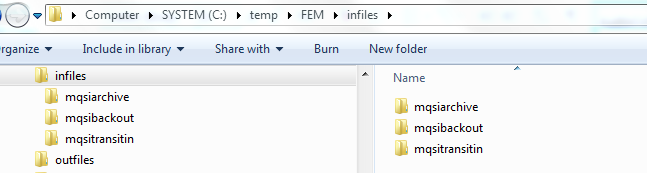 Computer ▸ SYSTEM (C:) ▸ temp ▸ FEM ▸ infiles ▸
rganize Include in library Share with Burn New folder
infiles
mqsiarchive
mqsibackout
mqsitransitin
outfiles
Name
mqsiarchive
mqsibackout
mqsitransitin